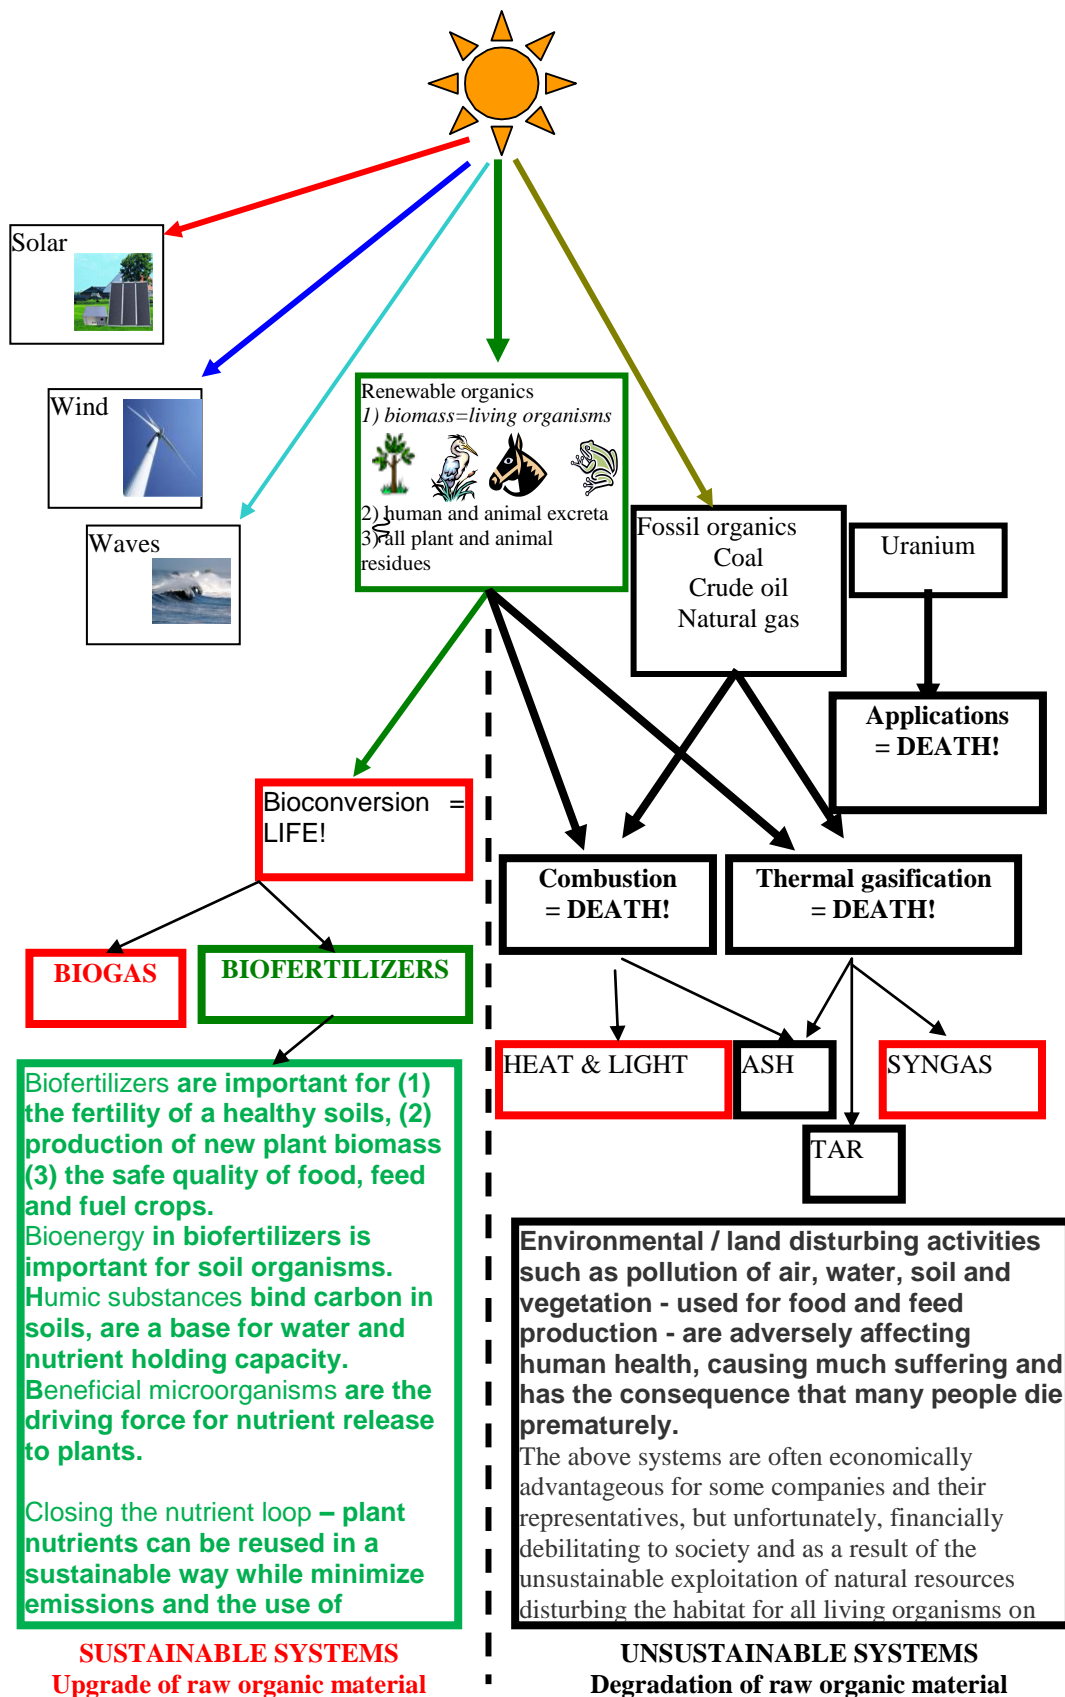 Solar
Wind
Waves
Renewable organics
1) biomass=living organisms
2) human and animal excreta
3) all plant and animal
residues
Fossil organics
Coal
Crude oil
Natural gas
Uranium
Applications
= DEATH!
Bioconversion =
LIFE!
Combustion
= DEATH!
Thermal gasification
= DEATH!
BIOGAS
BIOFERTILIZERS
HEAT & LIGHT
ASH
SYNGAS
TAR
Biofertilizers are important for (1)
the fertility of a healthy soils, (2)
production of new plant biomass
(3) the safe quality of food, feed
and fuel crops.
Bioenergy in biofertilizers is
important for soil organisms.
Humic substances bind carbon in
soils, are a base for water and
nutrient holding capacity.
Beneficial microorganisms are the
driving force for nutrient release
to plants.
Closing the nutrient loop – plant
nutrients can be reused in a
sustainable way while minimize
emissions and the use of
Environmental / land disturbing activities
such as pollution of air, water, soil and
vegetation - used for food and feed
production - are adversely affecting
human health, causing much suffering and
has the consequence that many people die
prematurely.
The above systems are often economically
advantageous for some companies and their
representatives, but unfortunately, financially
debilitating to society and as a result of the
unsustainable exploitation of natural resources
disturbing the habitat for all living organisms on
SUSTAINABLE SYSTEMS
Upgrade of raw organic material
UNSUSTAINABLE SYSTEMS
Degradation of raw organic material